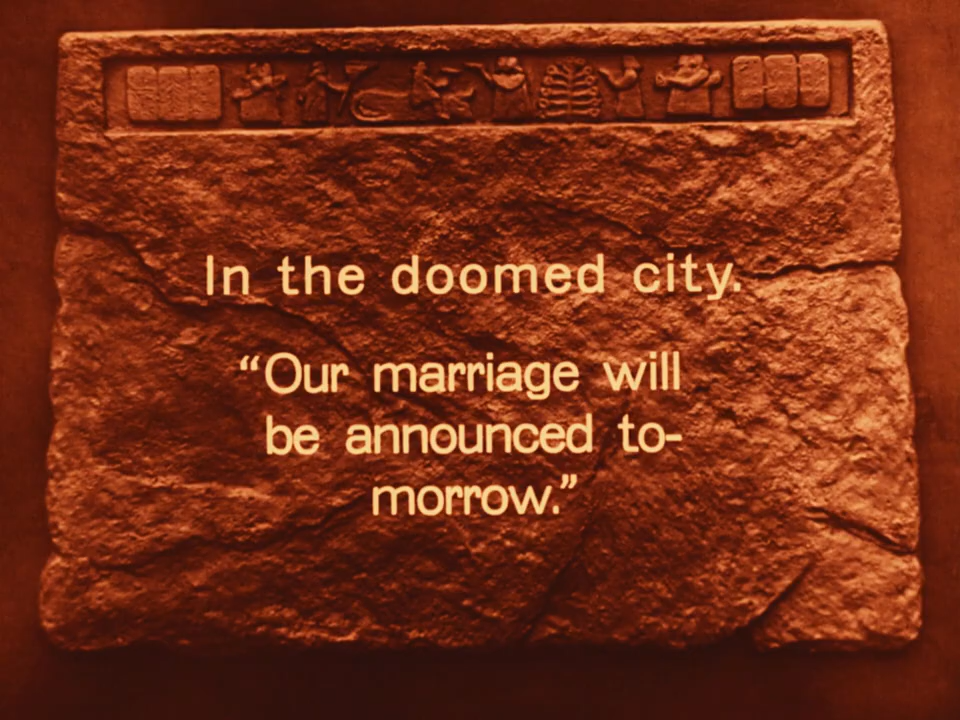 In the doomed city.
“Our marriage will
be announced to-
morrow.”